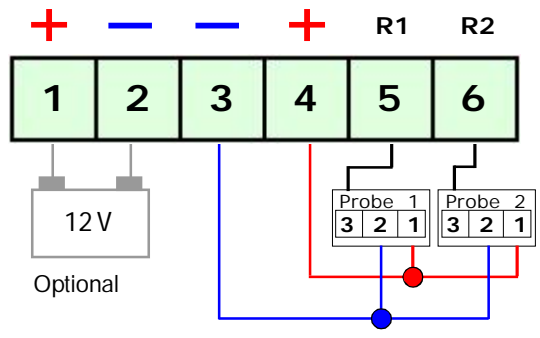 + − − + R1 R2
1 2 3 4 5 6
Probe 1 Probe 2
3 2 1 3 2 1
12V
Optional